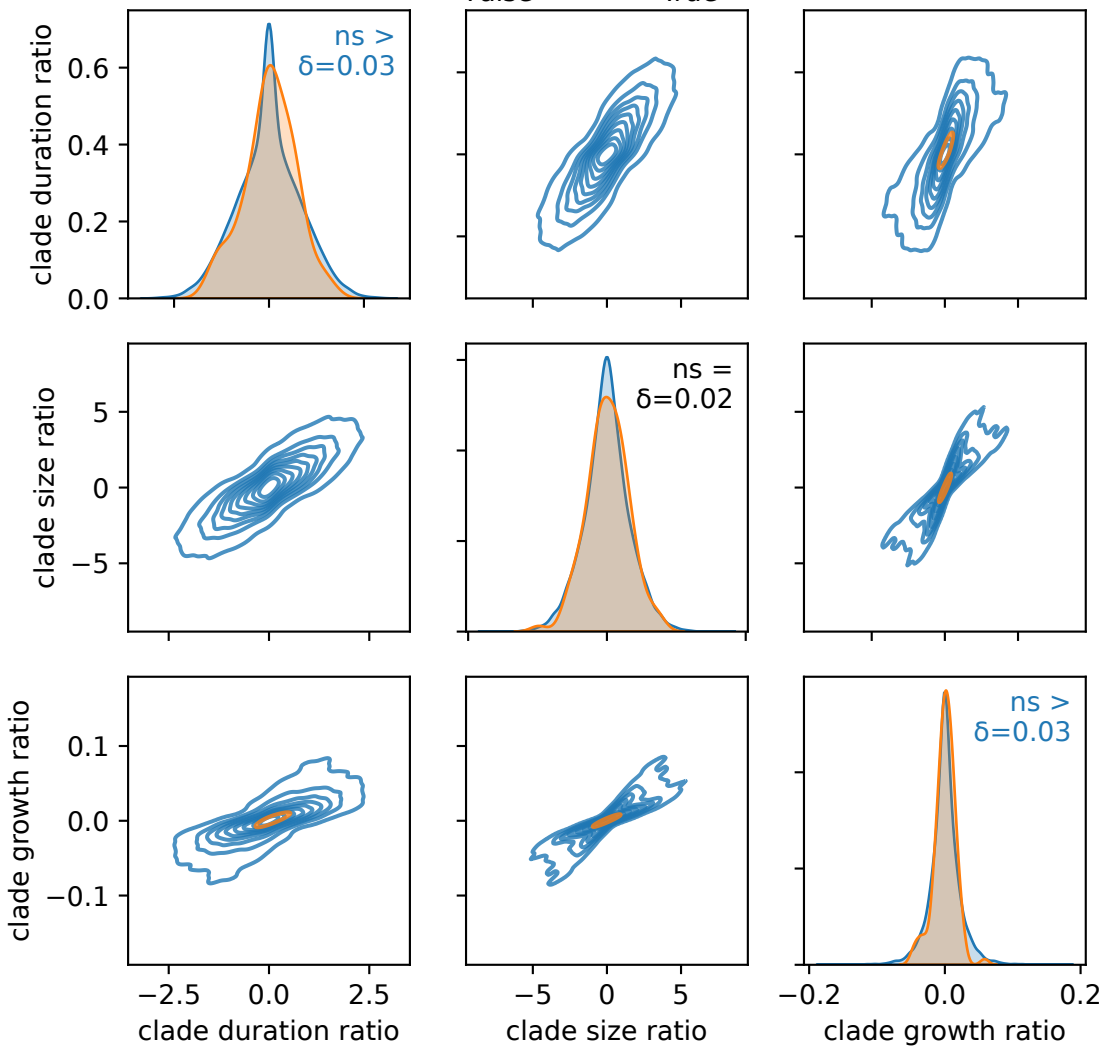 clade duration ratio
0.6
0.4
0.2
0.0
ns >
δ=0.03
clade size ratio
5
0
−5
ns =
δ=0.02
clade growth ratio
0.1
0.0
−0.1
ns >
δ=0.03
−2.5 0.0 2.5
−5 0 5
−0.2 0.0 0.2
clade duration ratio
clade size ratio
clade growth ratio